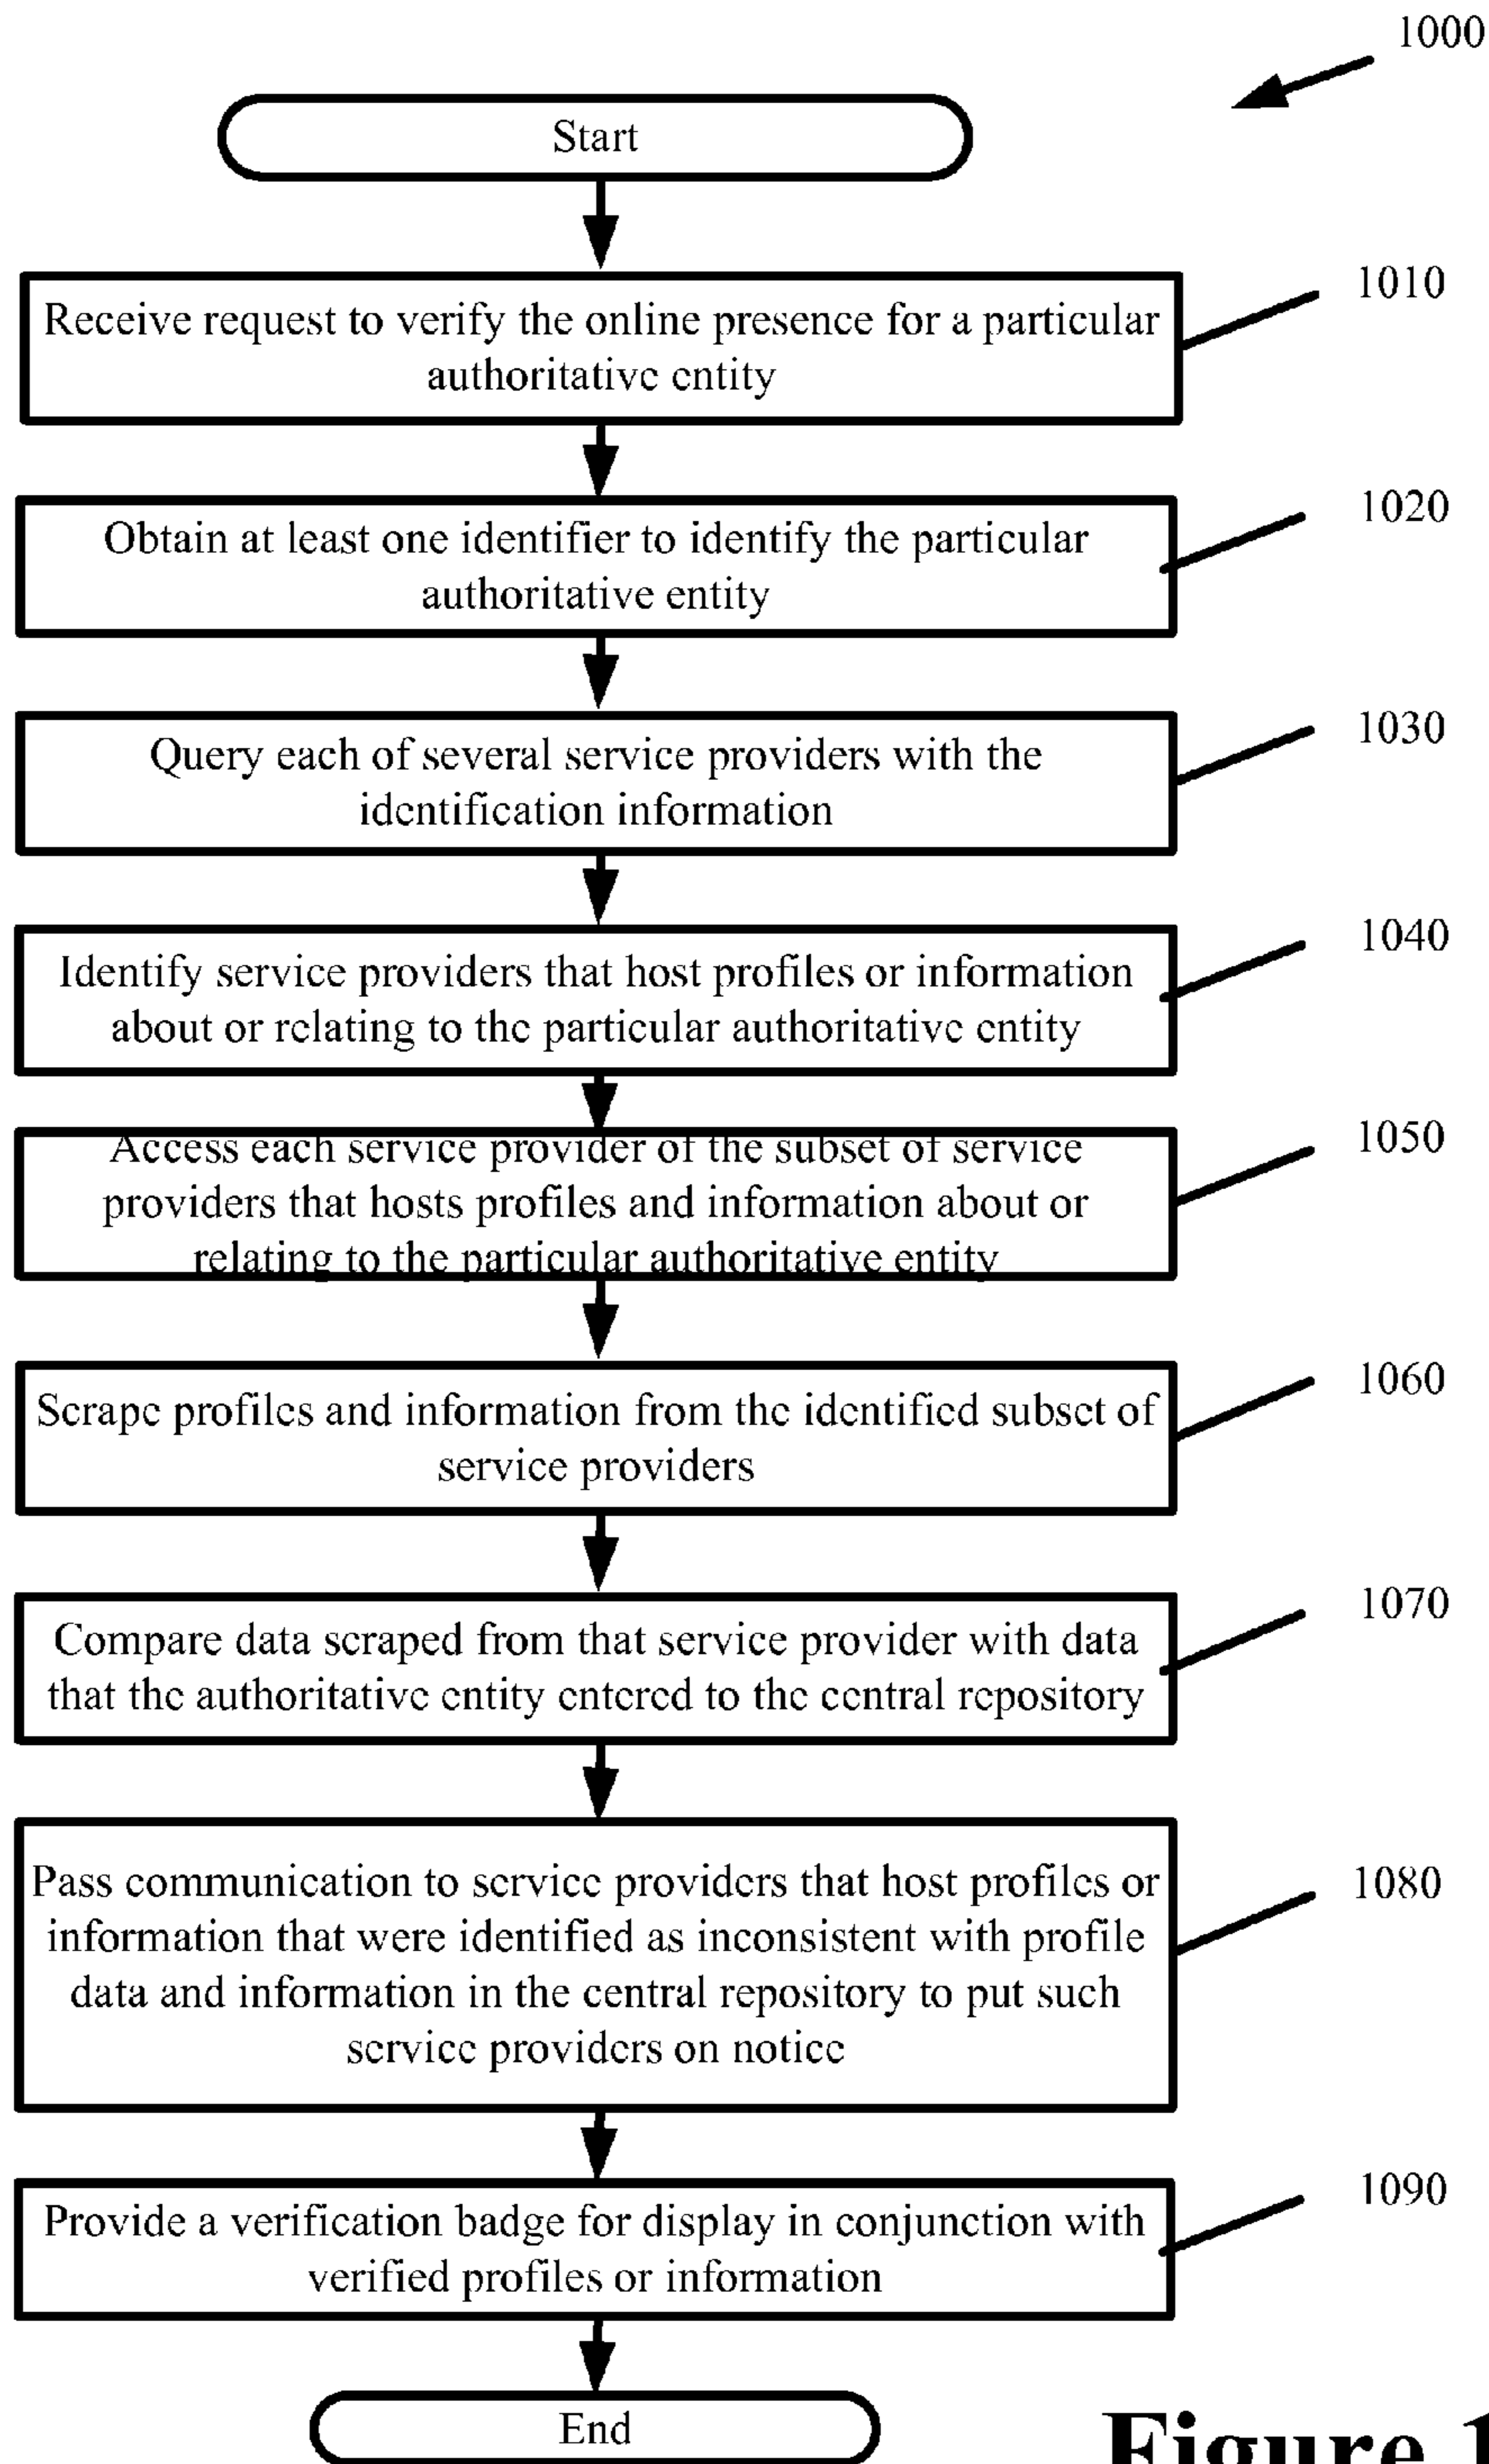 1000
Start
1010
Receive request to verify the online presence for a particular
authoritative entity
1020
Obtain at least one identifier to identify the particular
authoritative entity
1030
Query each of several service providers with the
identification information
1040
Identify service providers that host profiles or information
about or relating to the particular authoritative entity
1050
Access each service provider of the subset of service
providers that hosts profiles and information about or
relating to the particular authoritative entity
1060
Scrape profiles and information from the identified subset of
service providers
1070
Compare data scraped from that service provider with data
that the authoritative entity entered to the central repository
1080
Pass communication to service providers that host profiles or
information that were identified as inconsistent with profile
data and information in the central repository to put such
service providers on notice
1090
Provide a verification badge for display in conjunction with
verified profiles or information
End
Figure